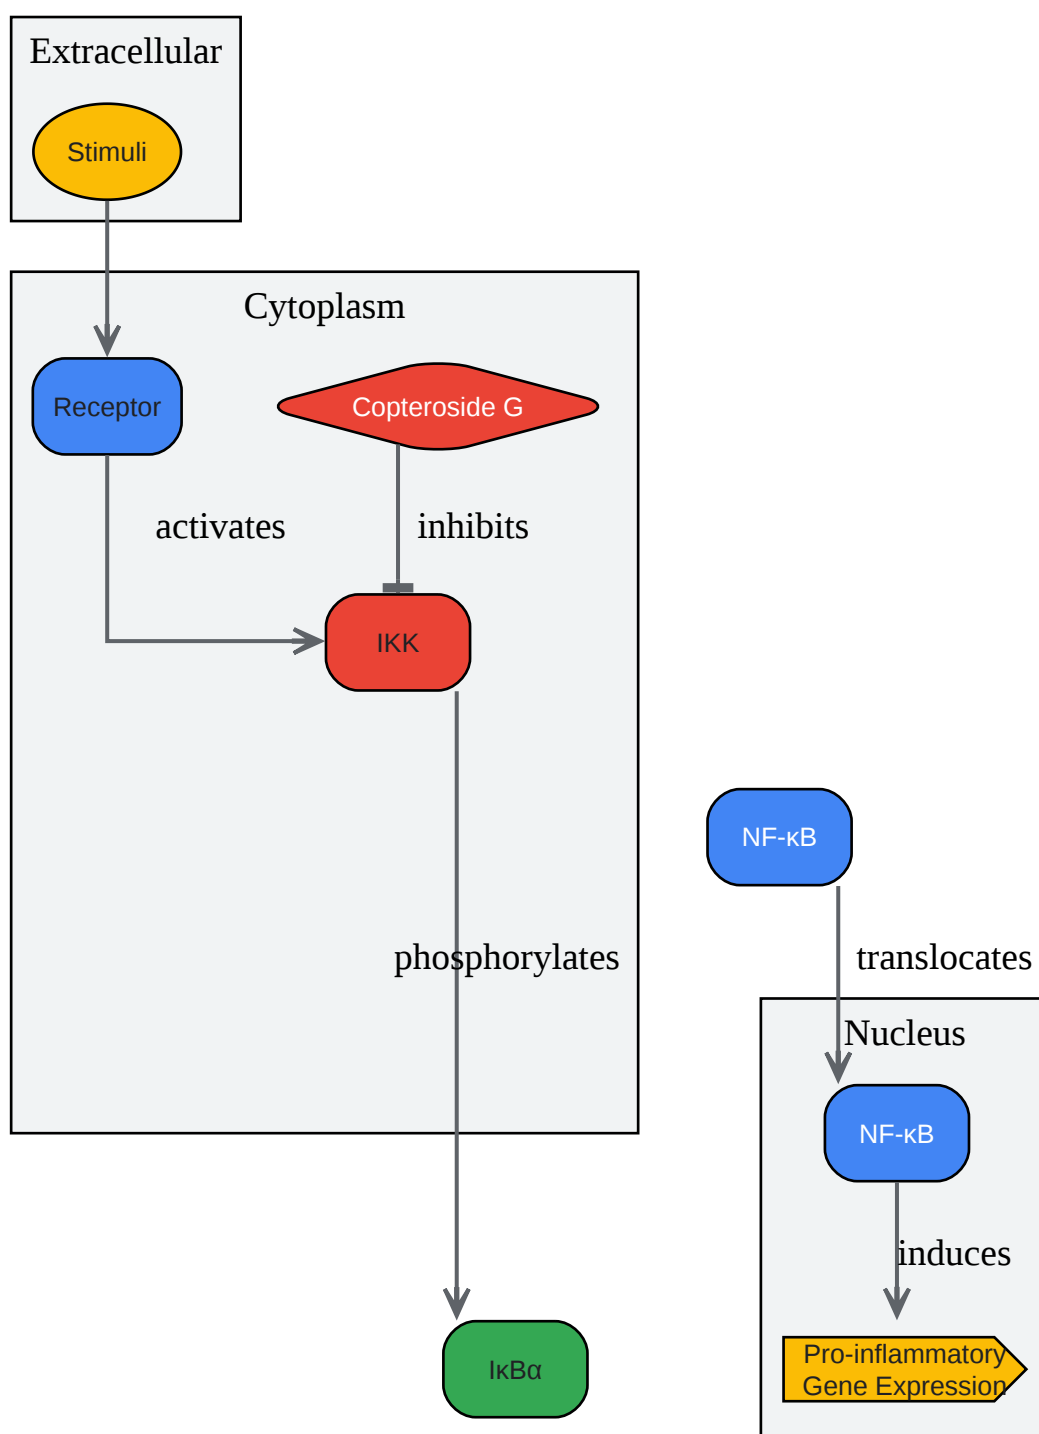 Extracellular
Stimuli
Cytoplasm
Receptor
Copteroside G
activates
inhibits
IKK
NF-κB
phosphorylates
translocates
Nucleus
NF-κB
induces
IκBα
Pro-inflammatory
Gene Expression